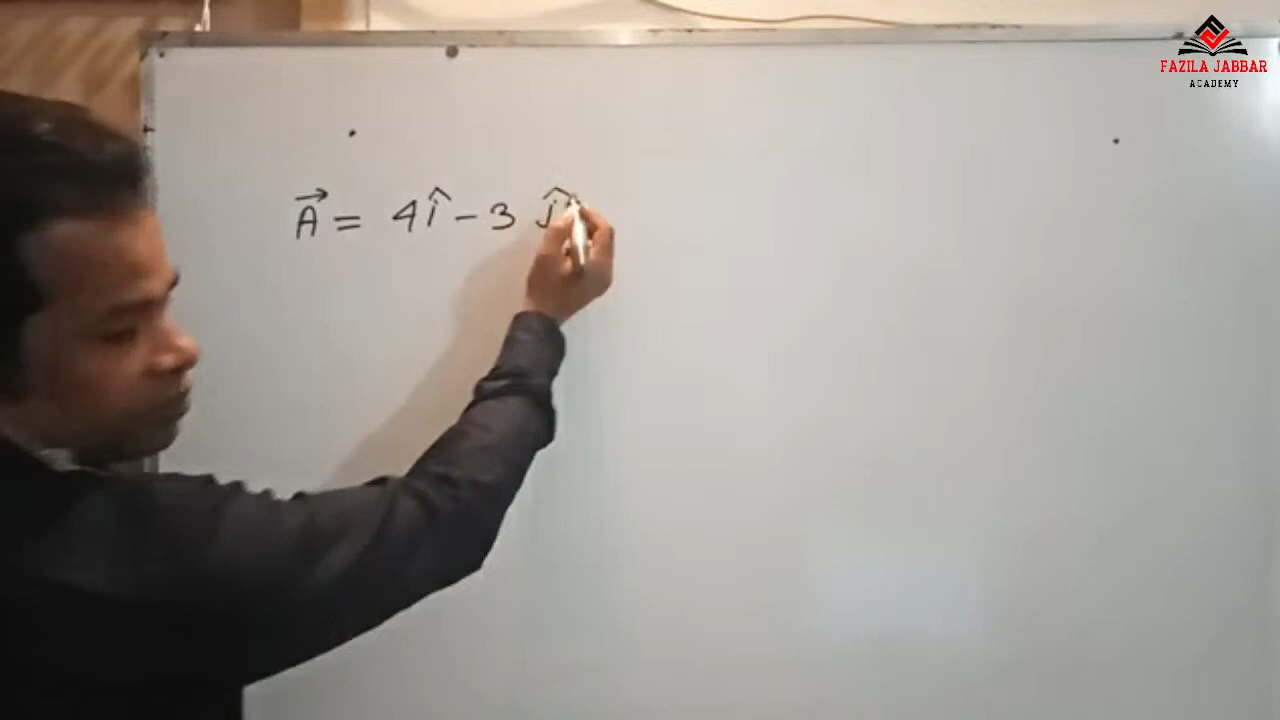 FAZILA JABBAR
ACADEMY
A⃗ = 4î - 3 ĵ